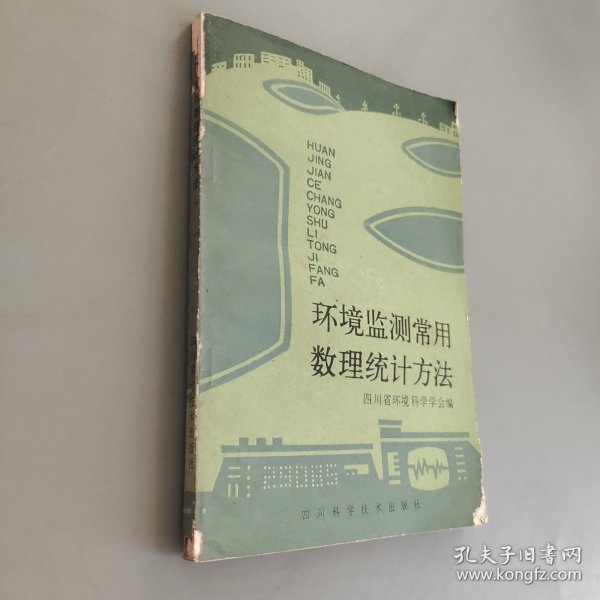 HUAN
JING
JIAN
CE
CHANG
YONG
SHU
LI
TONG
JI
FANG
FA
环境监测常用
数理统计方法
四川省环境科学学会编
四川科学技术出版社
孔夫子旧书网
www.kongfz.com